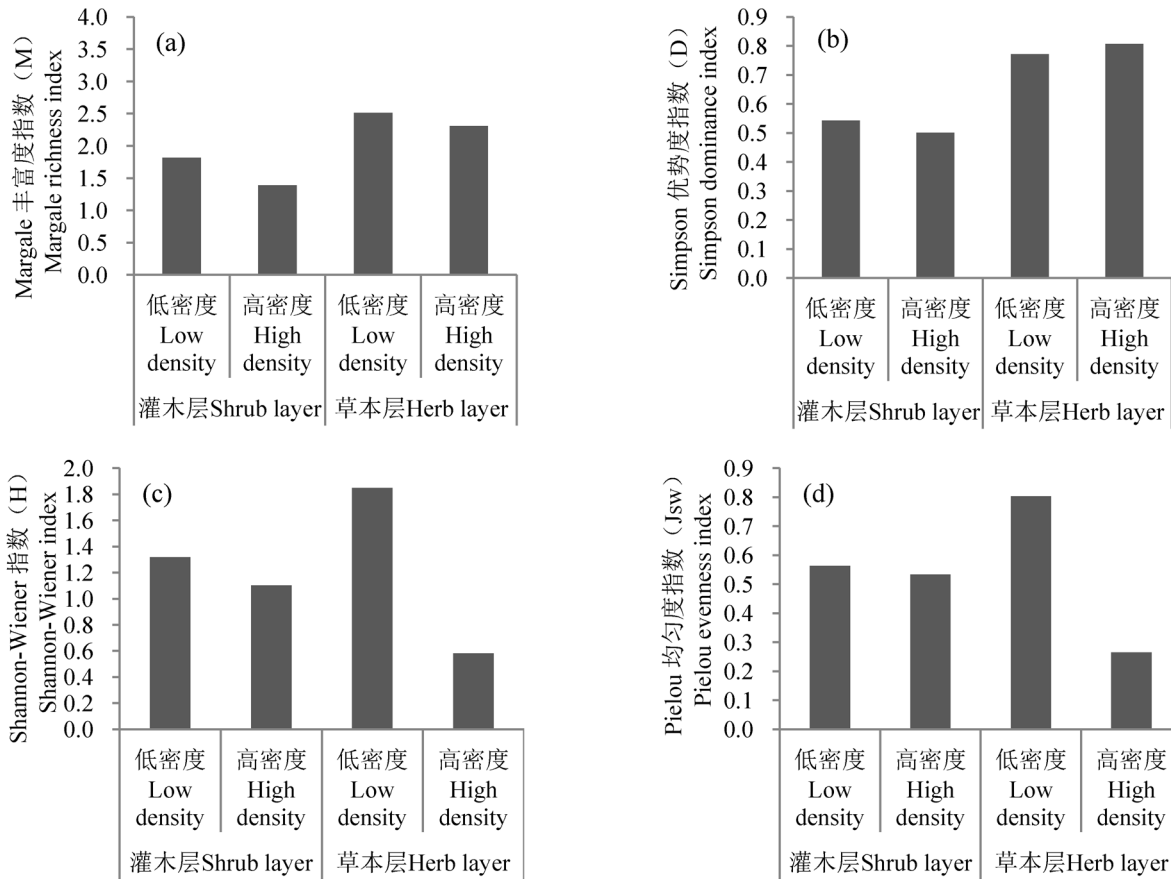 Margale 丰富度指数（M）
Margale richness index
4.0
3.5
3.0
2.5
2.0
1.5
1.0
0.5
0.0
(a)
低密度 高密度 低密度 高密度
Low High Low High
density density density density
灌木层Shrub layer 草本层Herb layer
Simpson 优势度指数（D）
Simpson dominance index
0.9
0.8
0.7
0.6
0.5
0.4
0.3
0.2
0.1
0.0
(b)
低密度 高密度 低密度 高密度
Low High Low High
density density density density
灌木层Shrub layer 草本层Herb layer
Shannon-Wiener 指数（H）
Shannon-Wiener index
2.0
1.8
1.6
1.4
1.2
1.0
0.8
0.6
0.4
0.2
0.0
(c)
低密度 高密度 低密度 高密度
Low High Low High
density density density density
灌木层Shrub layer 草本层Herb layer
Pielou 均匀度指数（Jsw）
Pielou evenness index
0.9
0.8
0.7
0.6
0.5
0.4
0.3
0.2
0.1
0.0
(d)
低密度 高密度 低密度 高密度
Low High Low High
density density density density
灌木层Shrub layer 草本层Herb layer